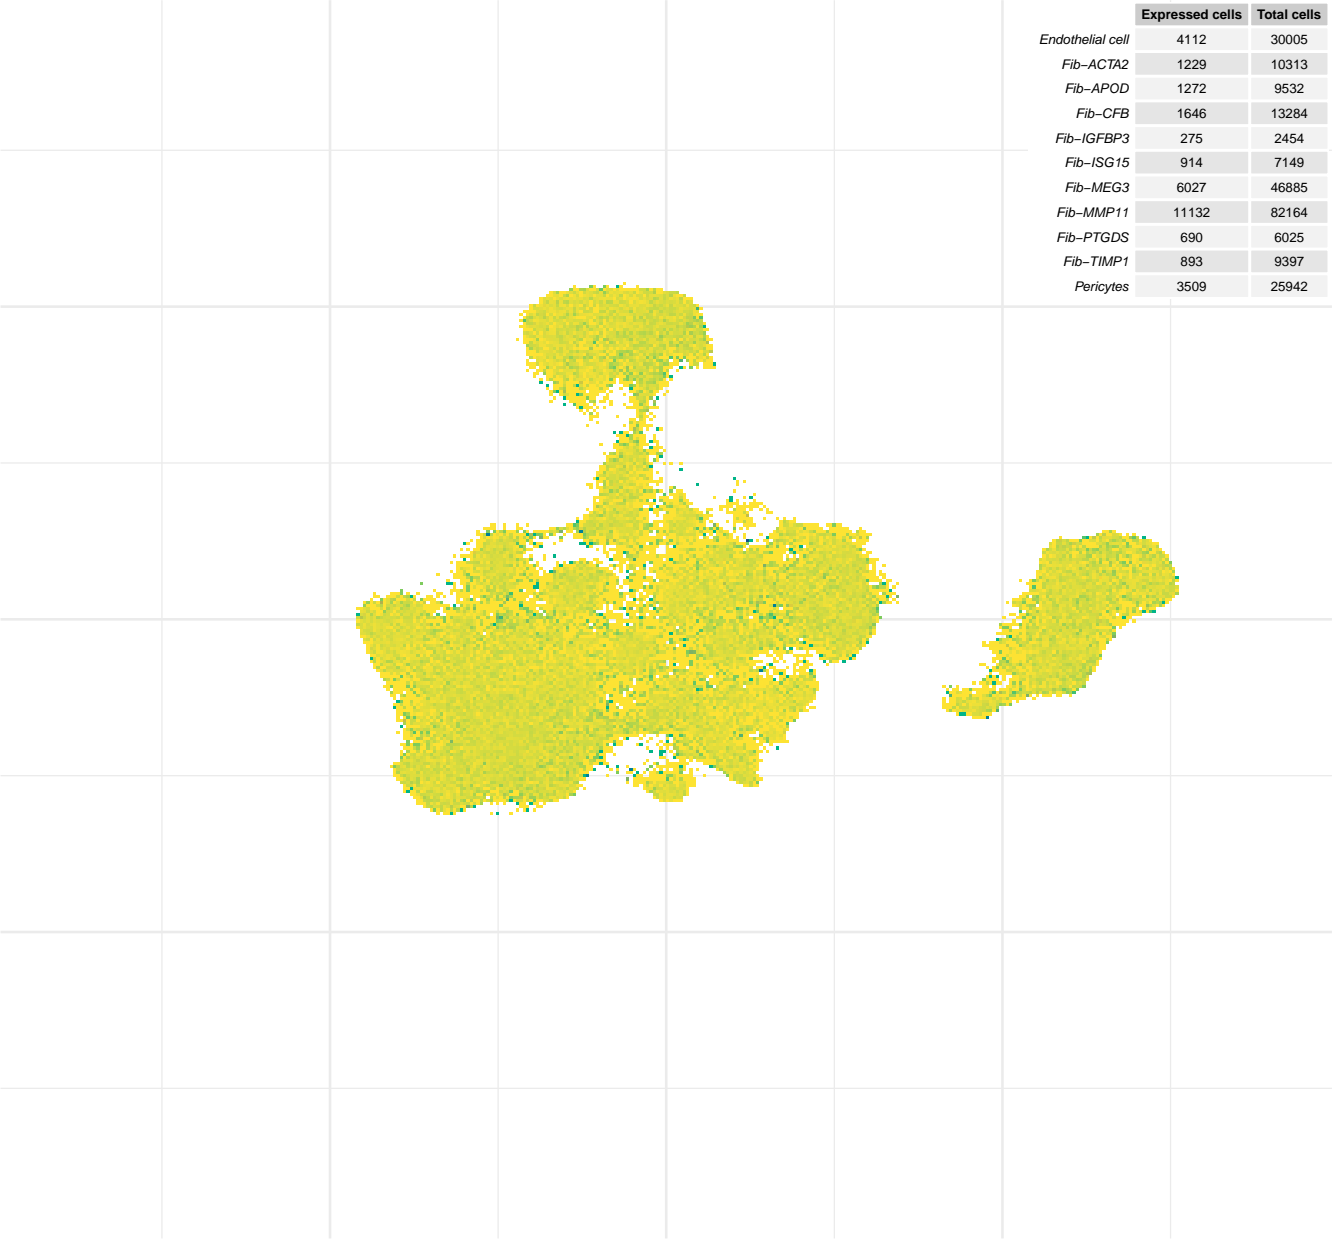 Expressed cells Total cells
Endothelial cell 4112 30005
Fib−ACTA2 1229 10313
Fib−APOD 1272 9532
Fib−CFB 1646 13284
Fib−IGFBP3 275 2454
Fib−ISG15 914 7149
Fib−MEG3 6027 46885
Fib−MMP11 11132 82164
Fib−PTGDS 690 6025
Fib−TIMP1 893 9397
Pericytes 3509 25942